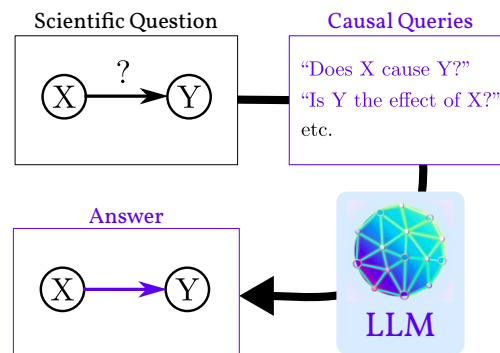 Scientific Question
X ? Y
Causal Queries
“Does X cause Y?”
“Is Y the effect of X?”
etc.
LLM
Answer
X Y